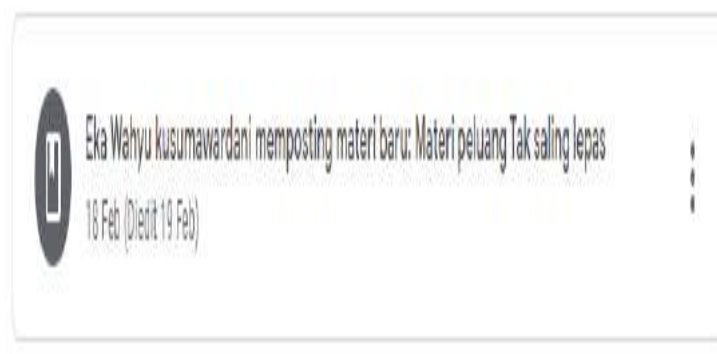 Eka Wahyu kusumawardani memposting materi baru: Materi peluang Tak saling lepas
18 Feb (Diedit 19 Feb)